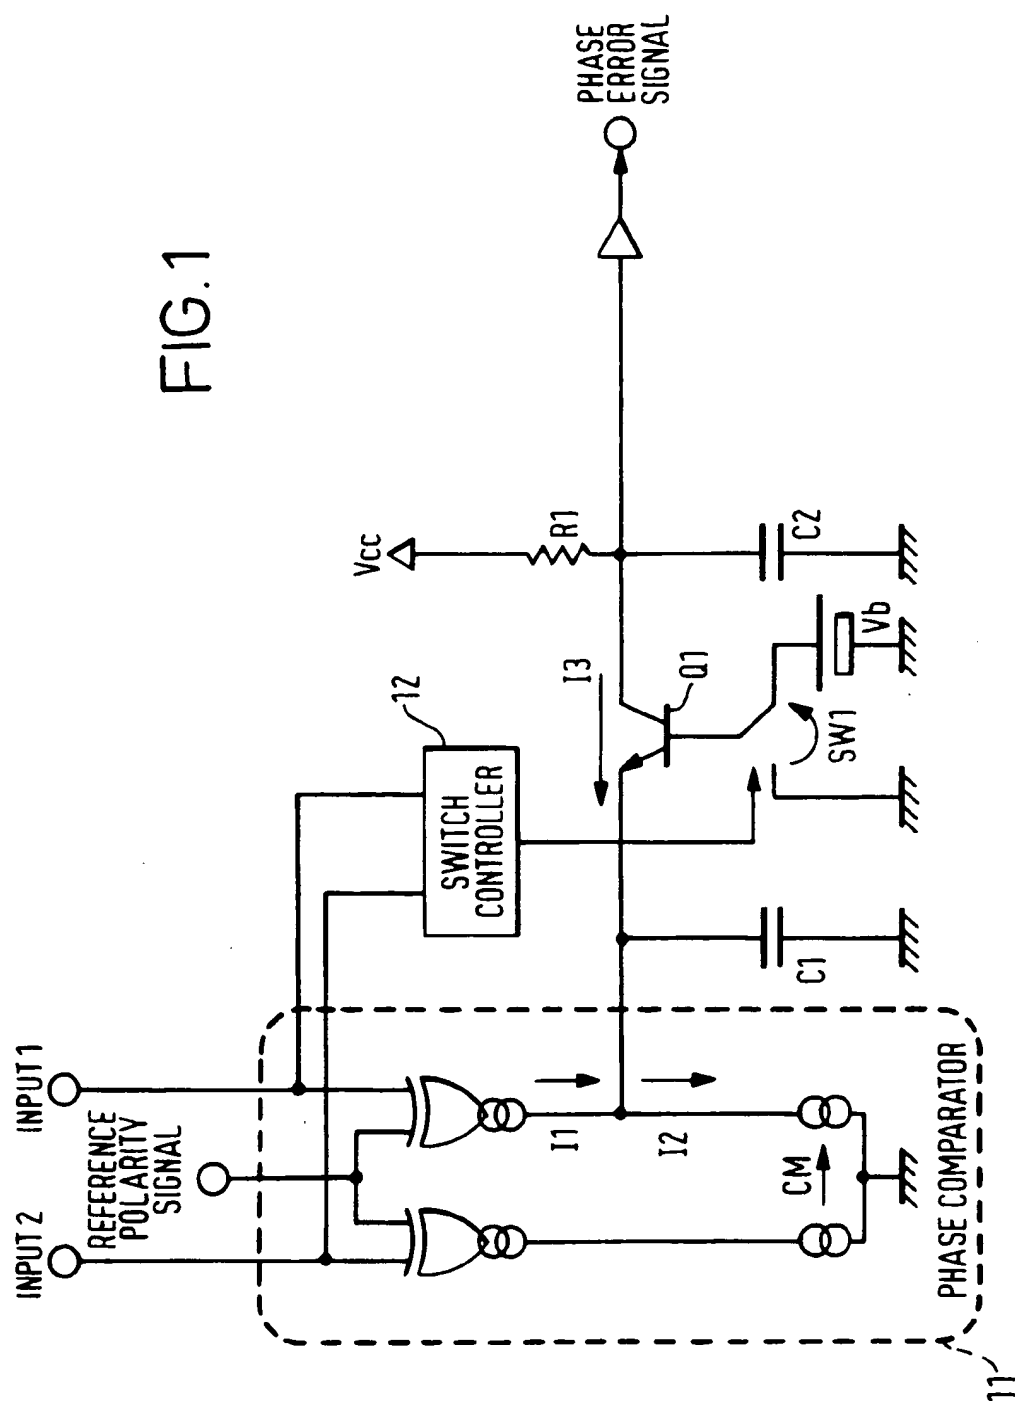 FIG.1
INPUT 1
REFERENCE
POLARITY
SIGNAL
INPUT 2
SWITCH
CONTROLLER
12
Vcc
R1
PHASE
ERROR
SIGNAL
I3
Q1
I1
I2
CM
C1
SW1
Vb
C2
PHASE COMPARATOR
11